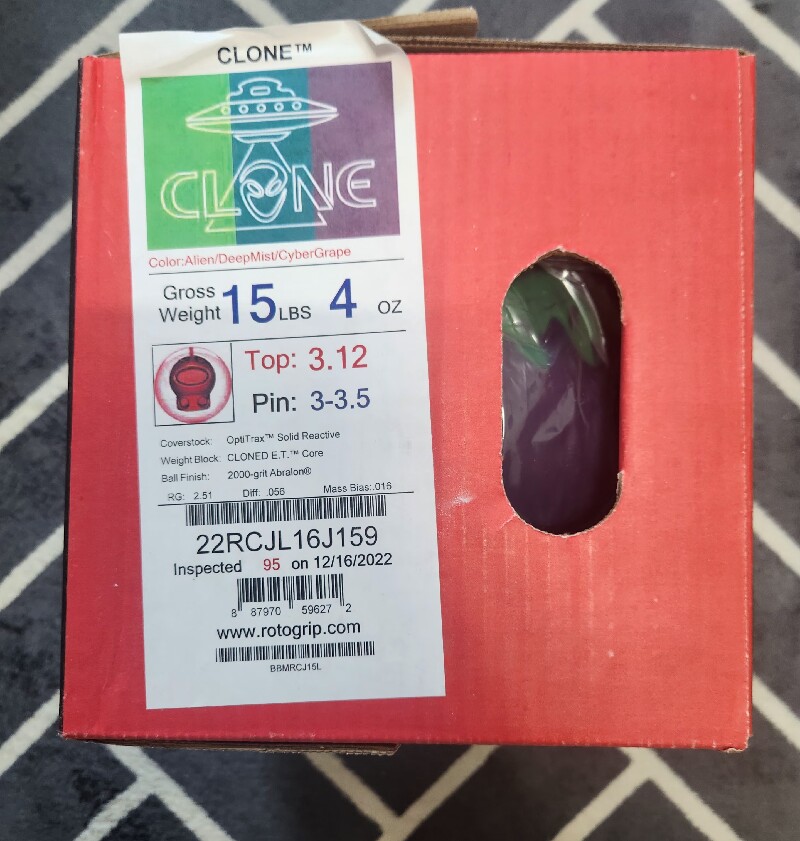 CLONE™
CLONE
Color:Alien/DeepMist/CyberGrape
Gross Weight 15 LBS 4 OZ
Top: 3.12
Pin: 3-3.5
Coverstock: OptiTrax™ Solid Reactive
Weight Block: CLONED E.T.™ Core
Ball Finish: 2000-grit Abralon®
RG: 2.51 Diff: .056 Mass Bias:.016
22RCJL16J159
Inspected 95 on 12/16/2022
8 87970 59627 2
www.rotogrip.com
BBMRCJ15L